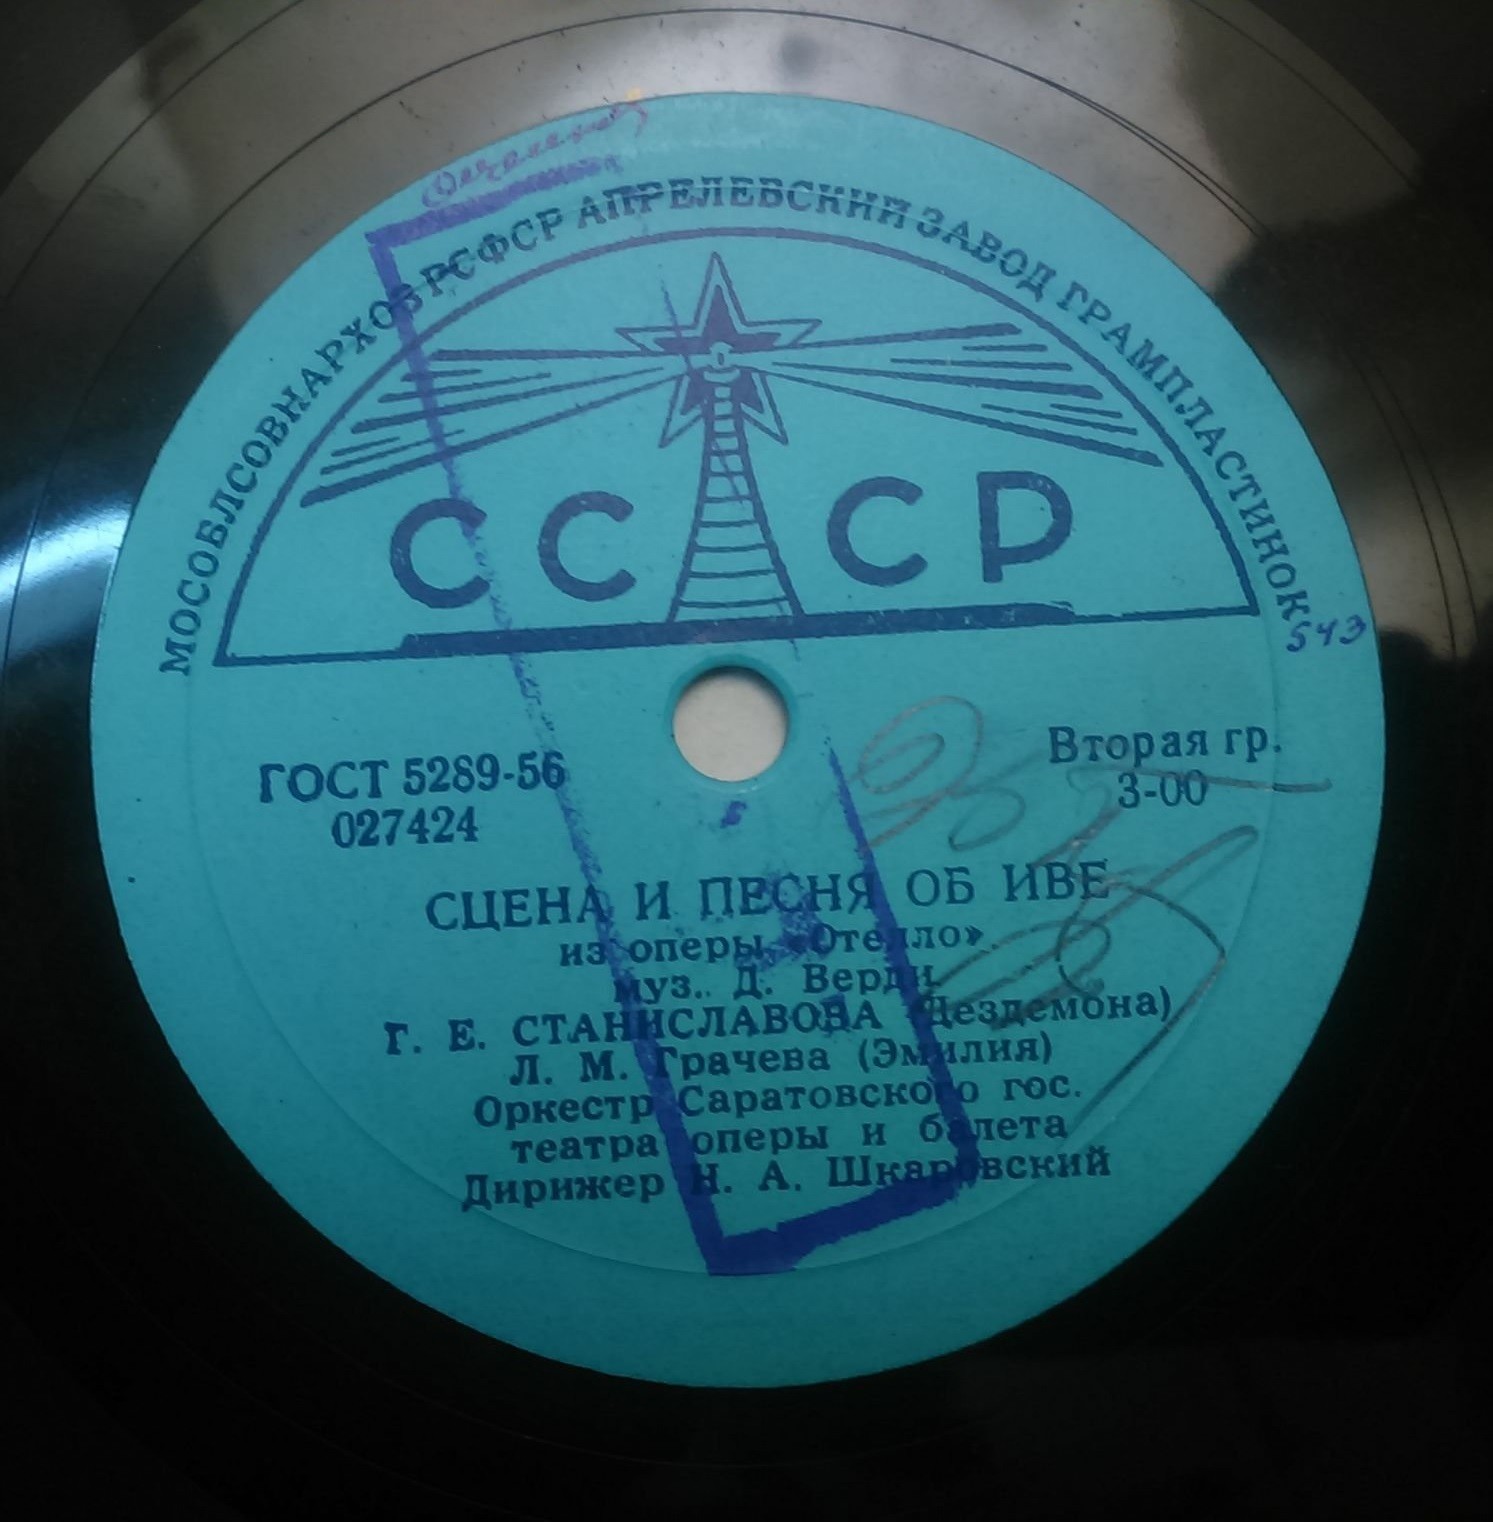 МОСОБЛСОВНАРХОЗ РСФСР АПРЕЛЕВСКИЙ ЗАВОД ГРАМПЛАСТИНОК
СССР
543
ГОСТ 5289-56
027424
Вторая гр.
3-00
СЦЕНА И ПЕСНЯ ОБ ИВЕ
из оперы «Отелло»
муз. Д. Верди
Г. Е. СТАНИСЛАВОВА (Дездемона)
Л. М. Грачева (Эмилия)
Оркестр Саратовского гос.
театра оперы и балета
Дирижер Н. А. Шкаровский